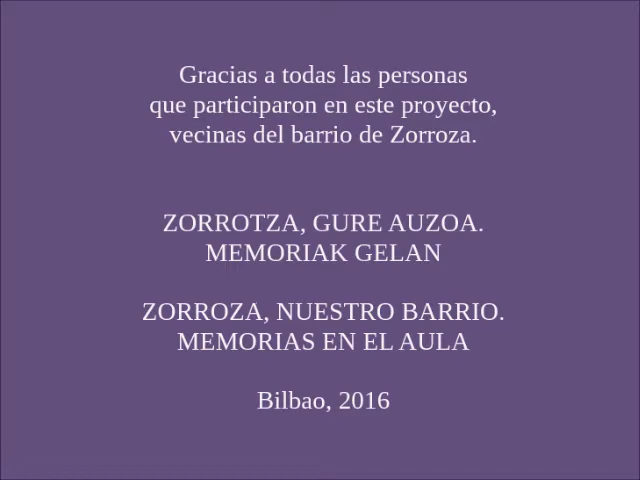 Gracias a todas las personas
que participaron en este proyecto,
vecinas del barrio de Zorroza.
ZORROTZA, GURE AUZOA.
MEMORIAK GELAN
ZORROZA, NUESTRO BARRIO.
MEMORIAS EN EL AULA
Bilbao, 2016